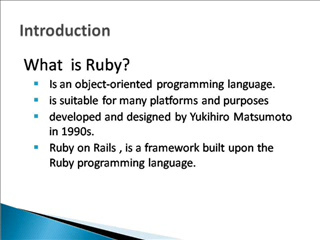 Introduction
What is Ruby?
Is an object-oriented programming language.
is suitable for many platforms and purposes
developed and designed by Yukihiro Matsumoto
in 1990s.
Ruby on Rails , is a framework built upon the
Ruby programming language.